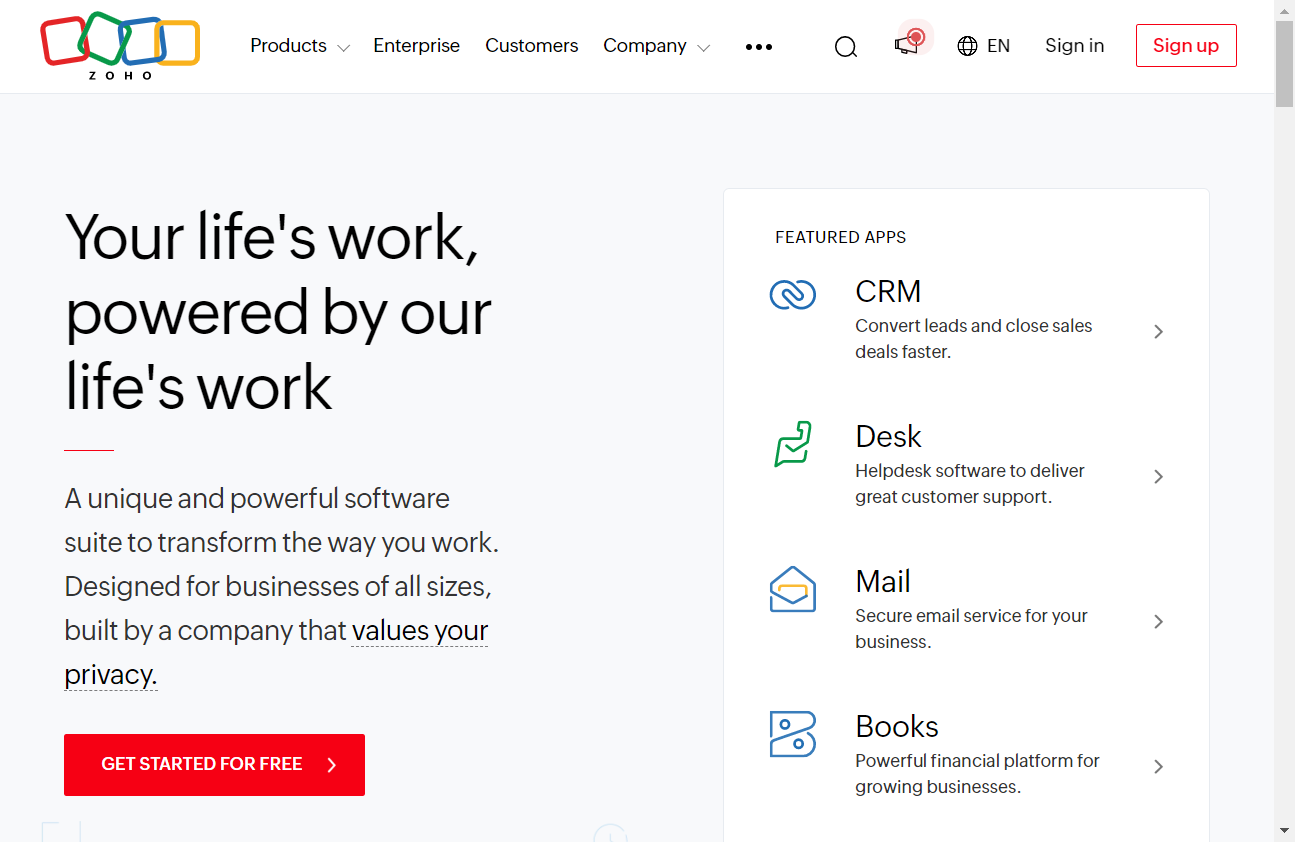 ZOHO
Products
Enterprise
Customers
Company
EN
Sign in
Sign up
Your life's work,
powered by our
life's work
A unique and powerful software
suite to transform the way you work.
Designed for businesses of all sizes,
built by a company that values your
privacy.
GET STARTED FOR FREE
FEATURED APPS
CRM
Convert leads and close sales
deals faster.
Desk
Helpdesk software to deliver
great customer support.
Mail
Secure email service for your
business.
Books
Powerful financial platform for
growing businesses.